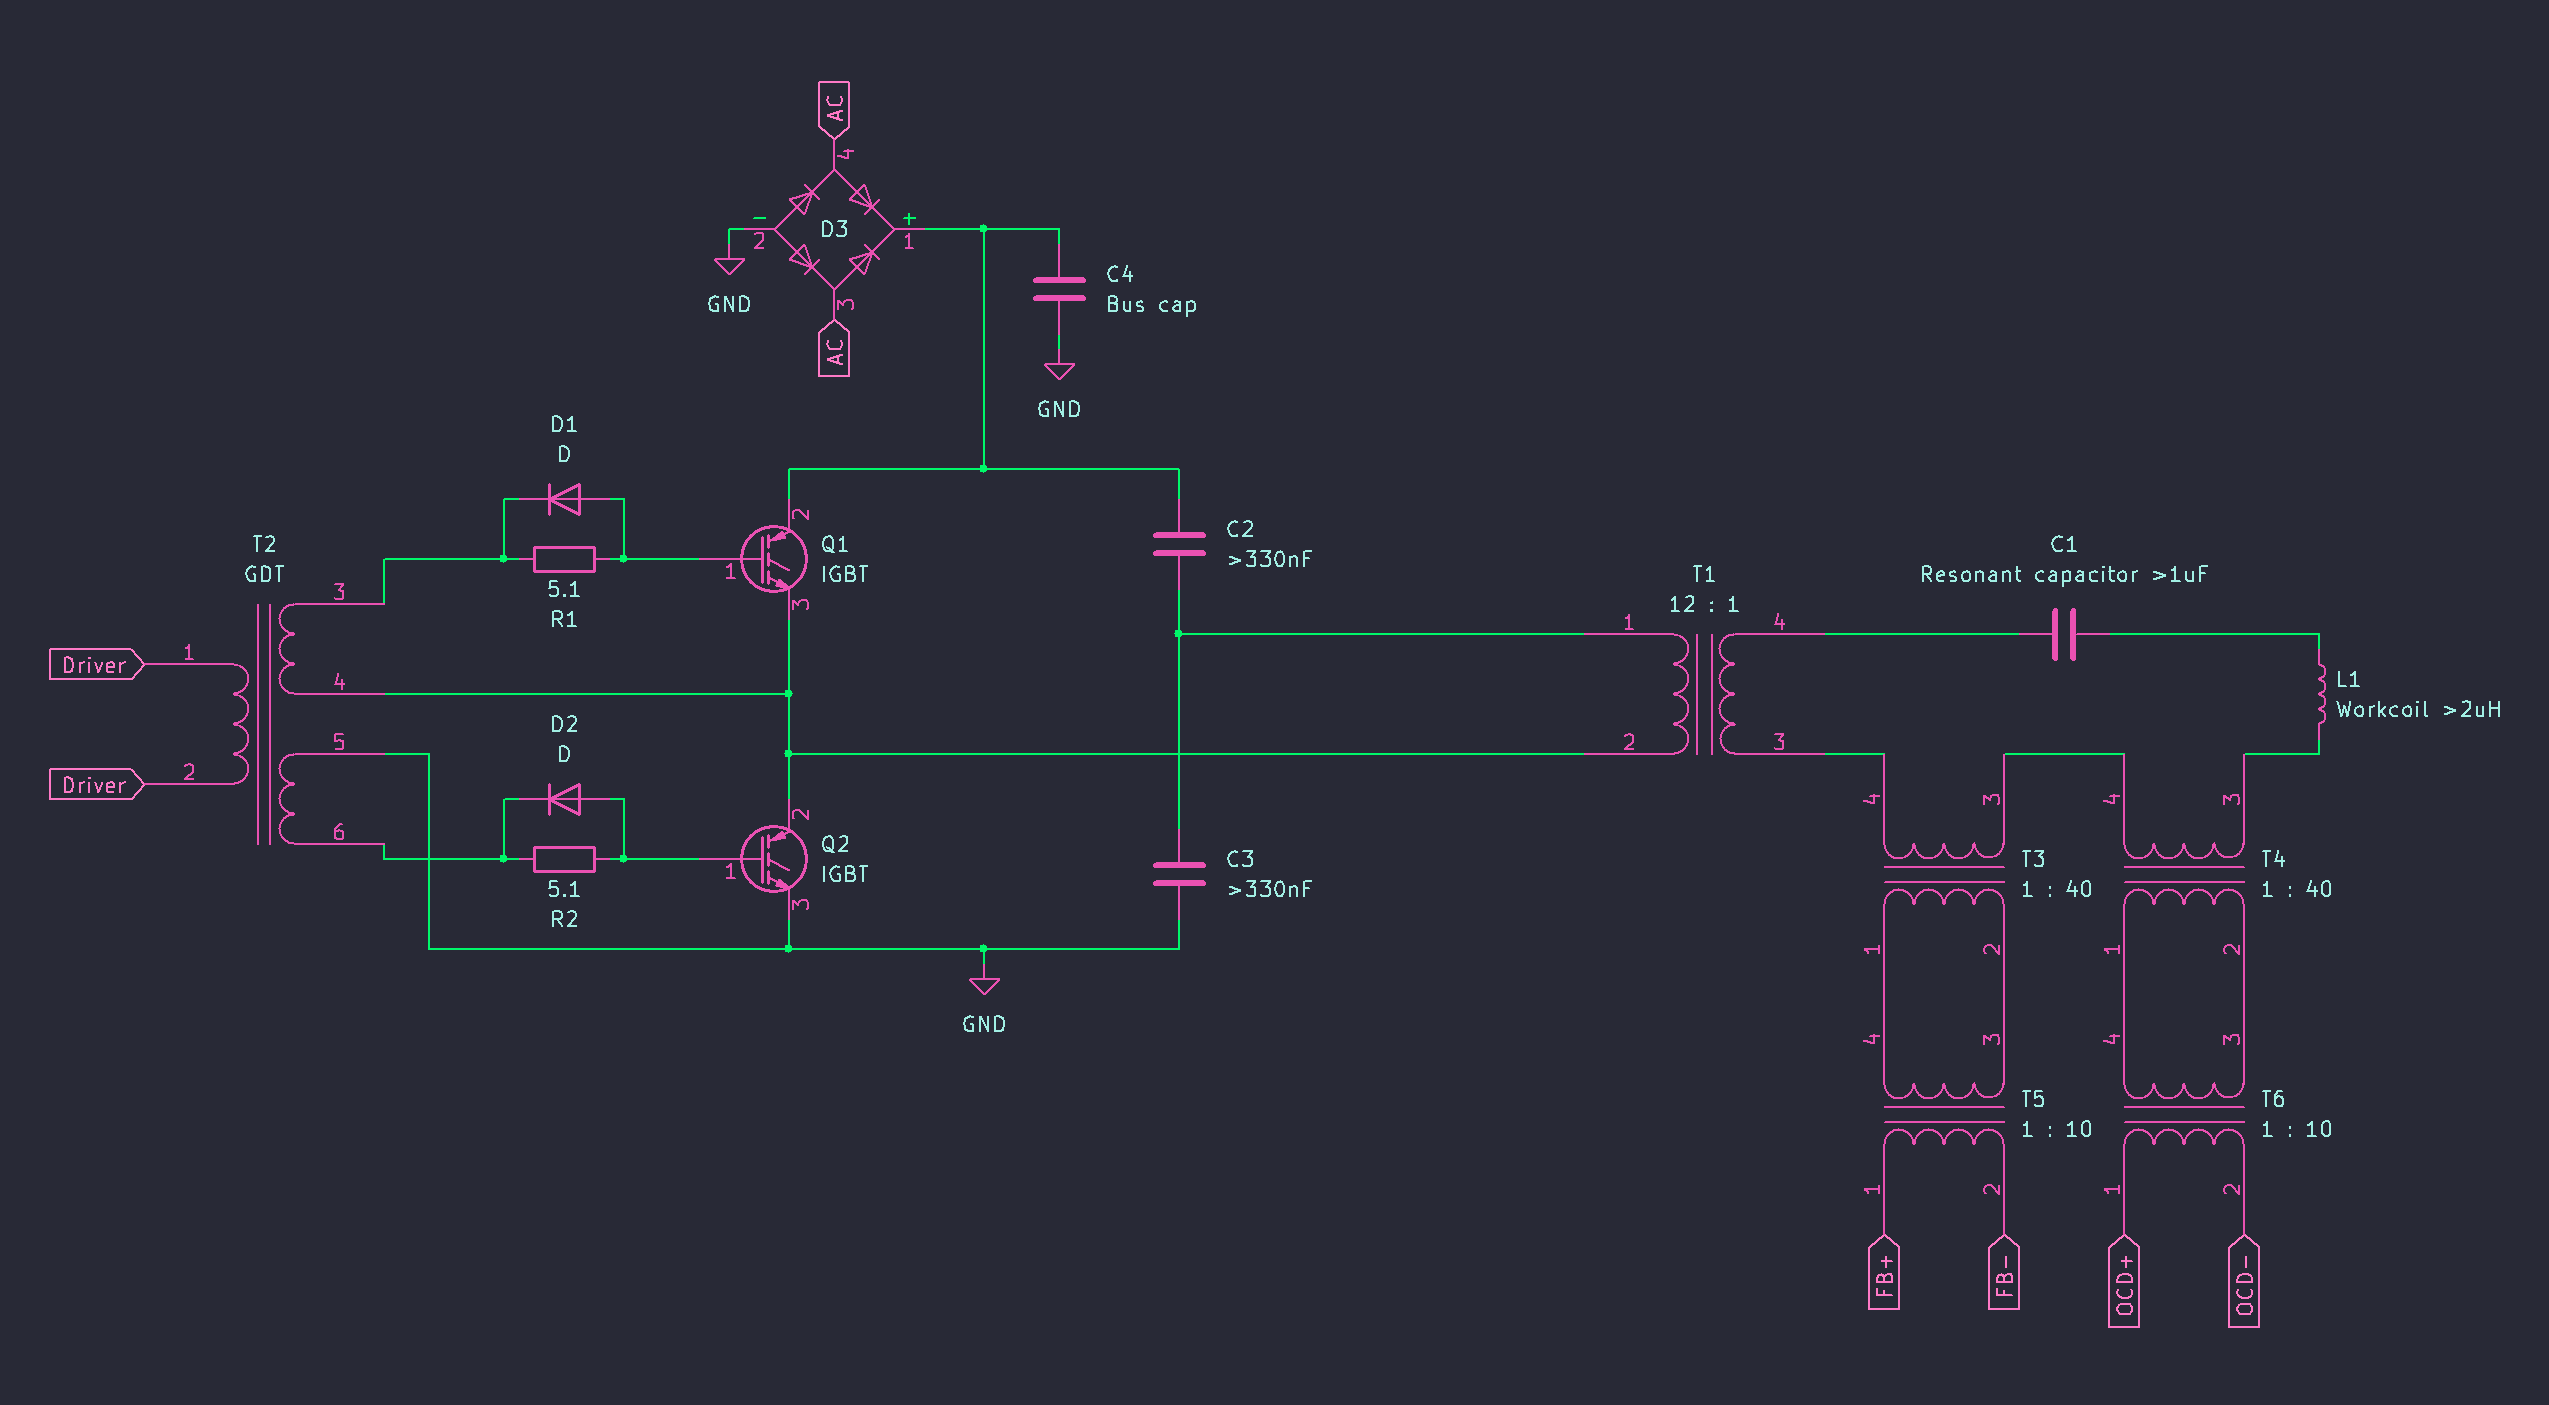 AC
4
D3
-
2
+
1
GND
3
AC
C4
Bus cap
GND
D1
D
5.1
R1
2
1
3
Q1
IGBT
C2
>330nF
T2
GDT
3
4
5
6
Driver
1
Driver
2
D2
D
5.1
R2
2
1
3
Q2
IGBT
C3
>330nF
GND
T1
12 : 1
1
2
4
3
C1
Resonant capacitor >1uF
L1
Workcoil >2uH
4
3
T3
1 : 40
1
2
4
3
T4
1 : 40
1
2
4
3
T5
1 : 10
1
2
4
3
T6
1 : 10
1
2
FB+
FB-
OCD+
OCD-